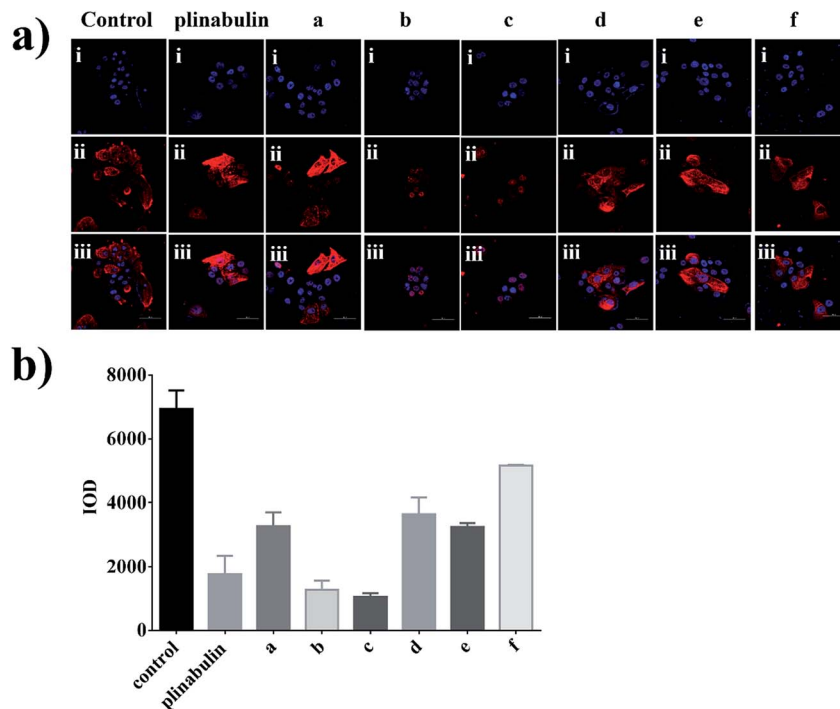 a)
Control plinabulin a b c d e f
i i i i i i i i
ii ii ii ii ii ii ii ii
iii iii iii iii iii iii iii iii
b)
8000
6000
4000
2000
0
IOD
control plinabulin a b c d e f